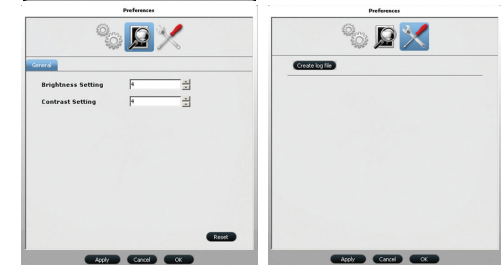 Preferences
General
Brightness Setting 4
Contrast Setting 4
Reset
Apply Cancel OK
Preferences
Create log file
Apply Cancel OK